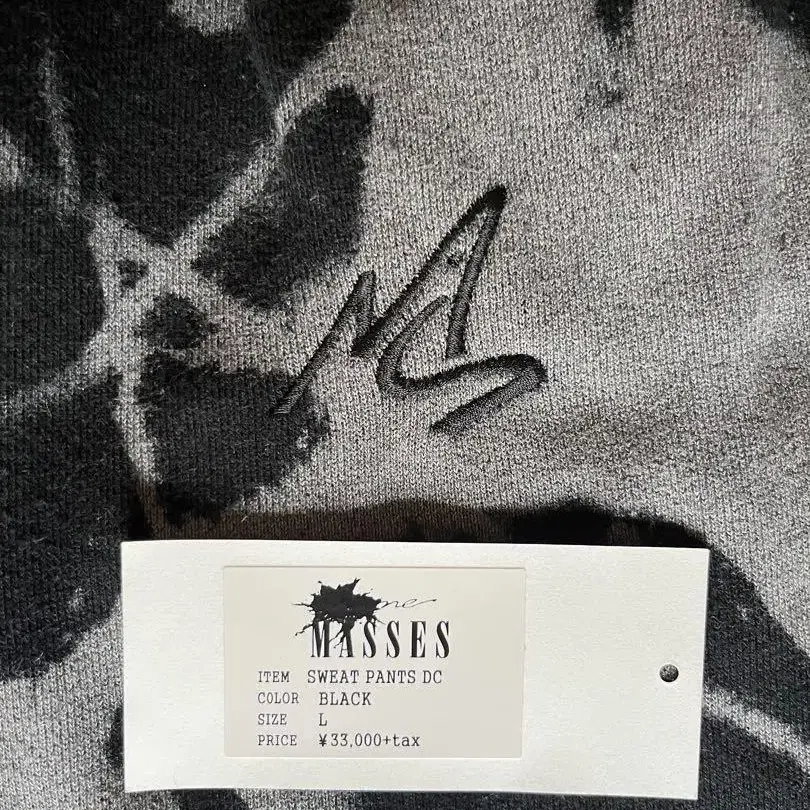 MASSES
ITEM SWEAT PANTS DC
COLOR BLACK
SIZE L
PRICE ¥33,000+tax